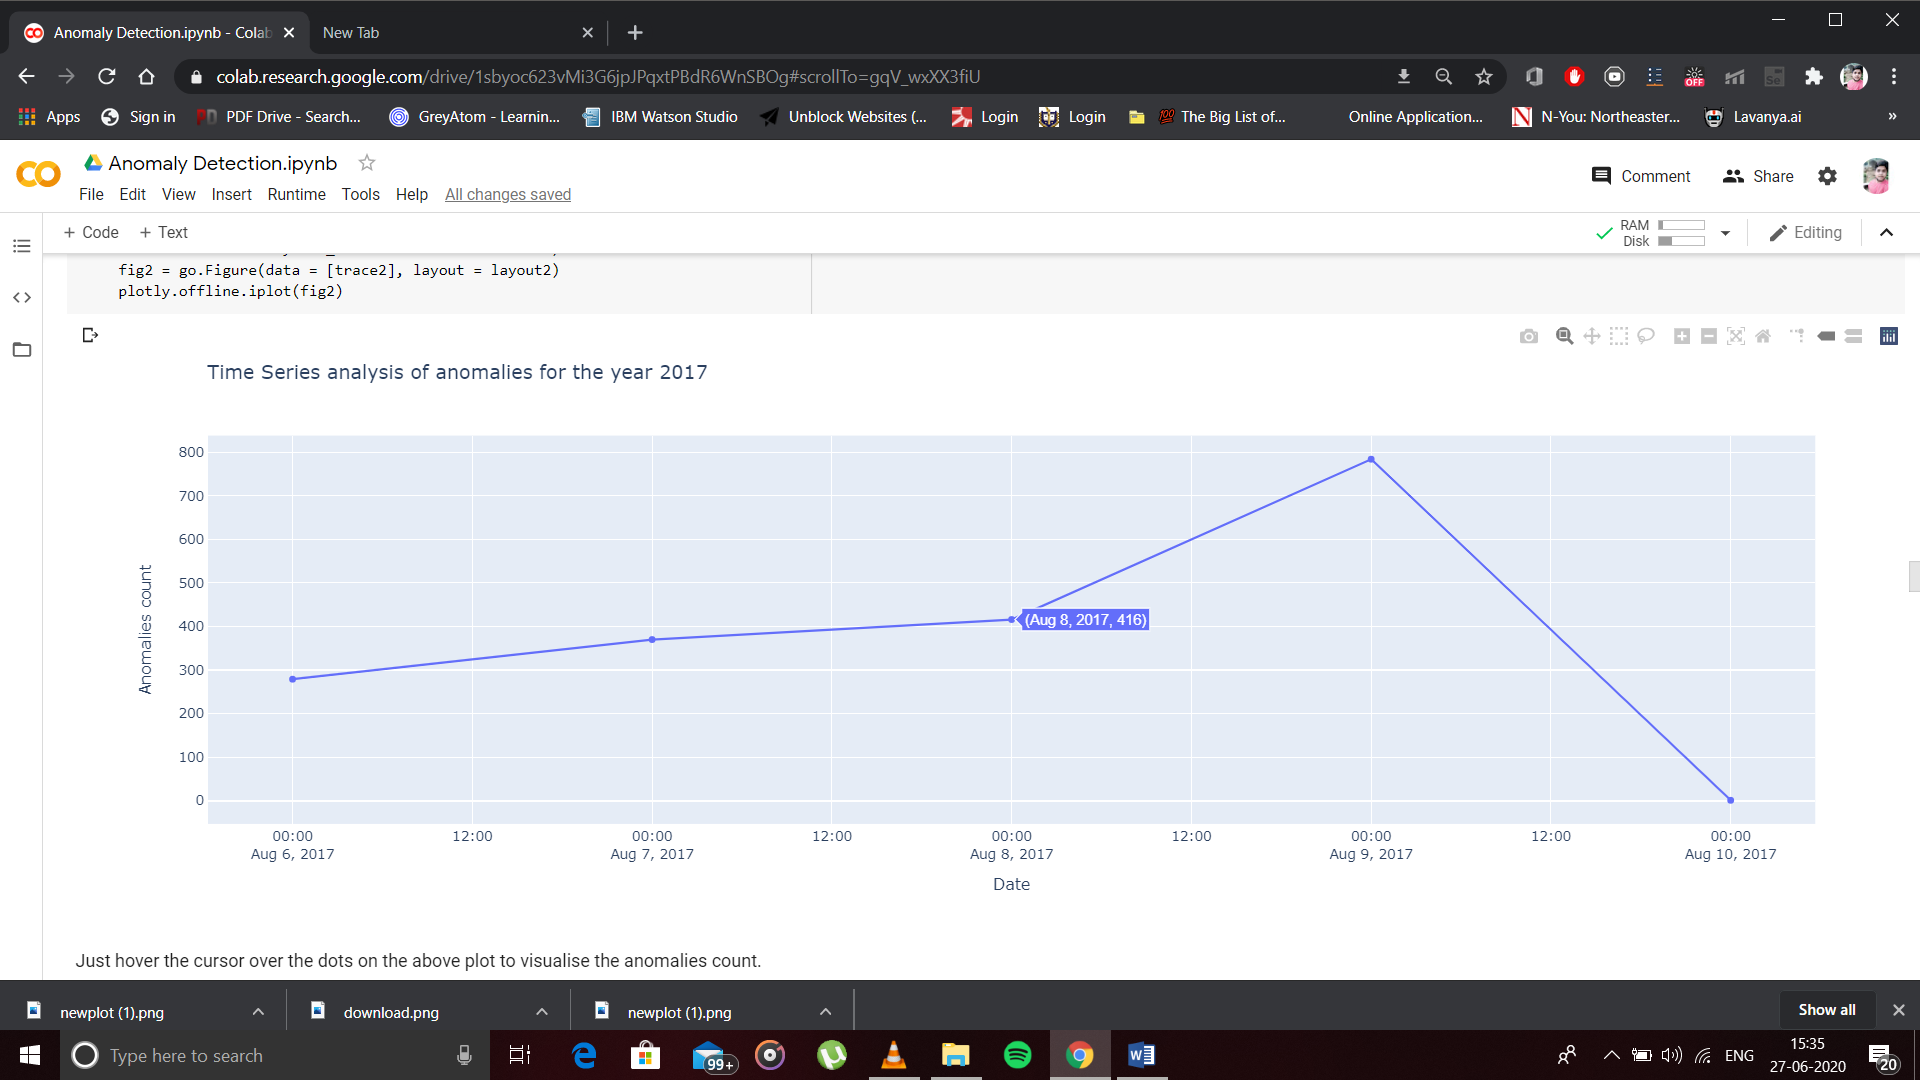 Anomaly Detection.ipynb - Colab
New Tab
colab.research.google.com/drive/1sbyoc623vMi3G6jpJPqxtPBdR6WnSBOg#scrollTo=gqV_wxXX3fiU
OFF
Apps
Sign in
PDF Drive - Search...
GreyAtom - Learnin...
IBM Watson Studio
Unblock Websites (...
Login
Login
The Big List of...
Online Application...
N-You: Northeaster...
Lavanya.ai
»
Anomaly Detection.ipynb
Comment
Share
File Edit View Insert Runtime Tools Help All changes saved
+ Code + Text
RAM
Disk
Editing
fig2 = go.Figure(data = [trace2], layout = layout2)
plotly.offline.iplot(fig2)
Time Series analysis of anomalies for the year 2017
Anomalies count
800
700
600
500
400
300
200
100
0
(Aug 8, 2017, 416)
00:00 12:00 00:00 12:00 00:00 12:00 00:00 12:00 00:00
Aug 6, 2017 Aug 7, 2017 Aug 8, 2017 Aug 9, 2017 Aug 10, 2017
Date
Just hover the cursor over the dots on the above plot to visualise the anomalies count.
newplot (1).png
download.png
newplot (1).png
Show all
Type here to search
99+
ENG
15:35
27-06-2020
20